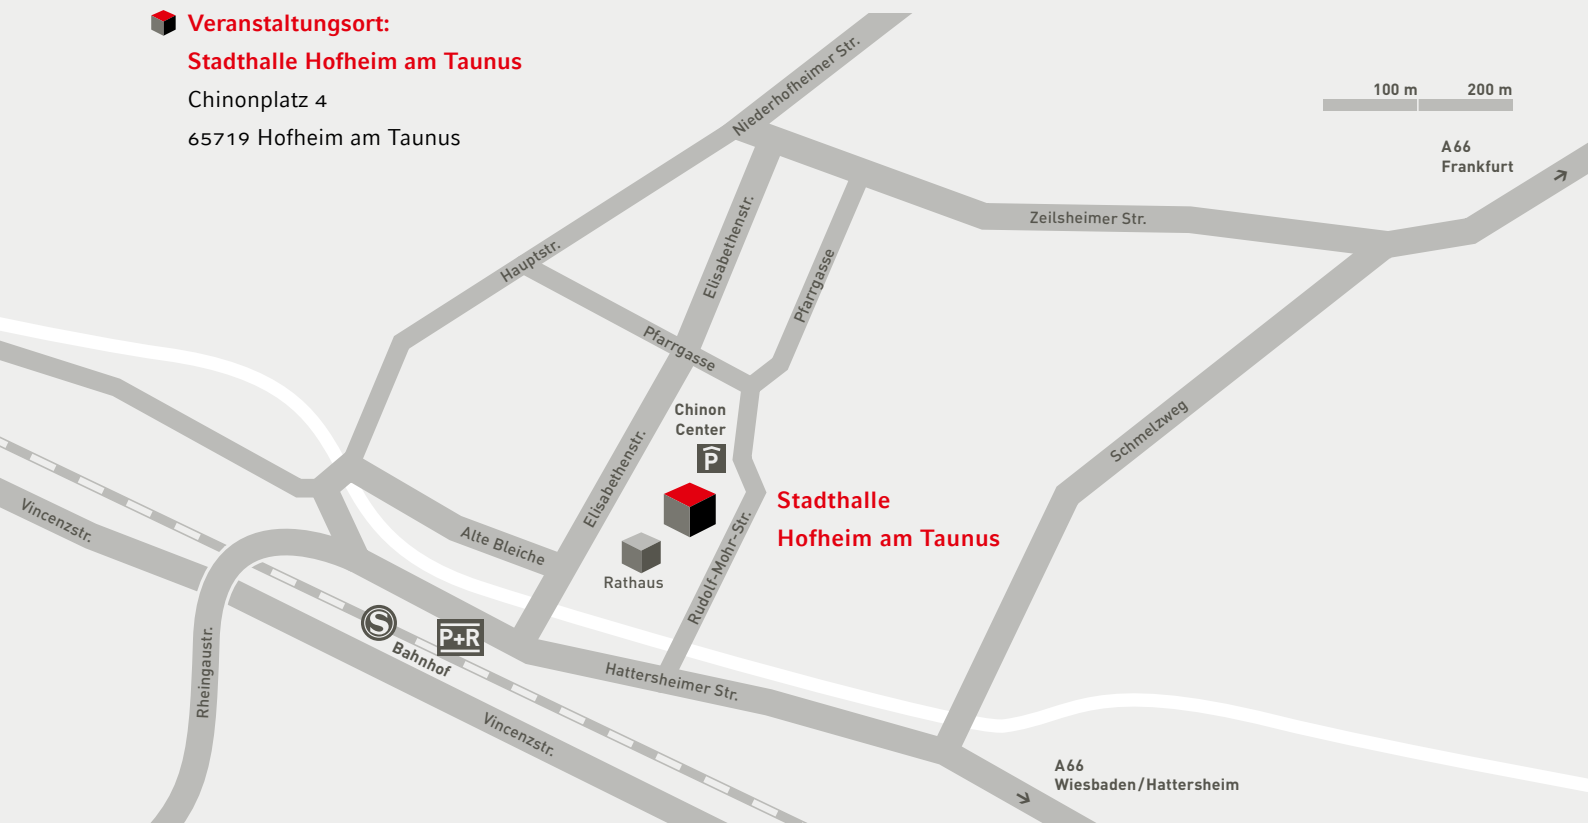 Veranstaltungsort:
Stadthalle Hofheim am Taunus
Chinonplatz 4
65719 Hofheim am Taunus
Niederhofheimer Str.
100 m
200 m
A66
Frankfurt
Zeilsheimer Str.
Elisabethenstr.
Hauptstr.
Pfarrgasse
Pfarrgasse
Chinon
Center
P
Schmelzweg
Elisabethenstr.
Stadthalle
Hofheim am Taunus
Vincenzstr.
Alte Bleiche
Rathaus
Rudolf-Mohr-Str.
S
P+R
Bahnhof
Rheingaustr.
Hattersheimer Str.
Vincenzstr.
A66
Wiesbaden/Hattersheim